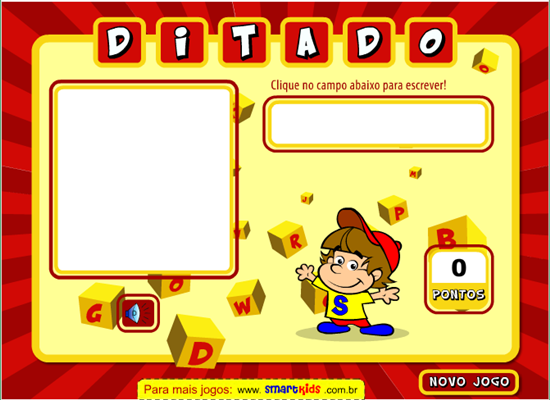 DiTADO
Clique no campo abaixo para escrever!
O
G
O
W
D
R
P
J
M
B
S
0
PONTOS
NOVO JOGO
Para mais jogos: www. smartkids .com.br